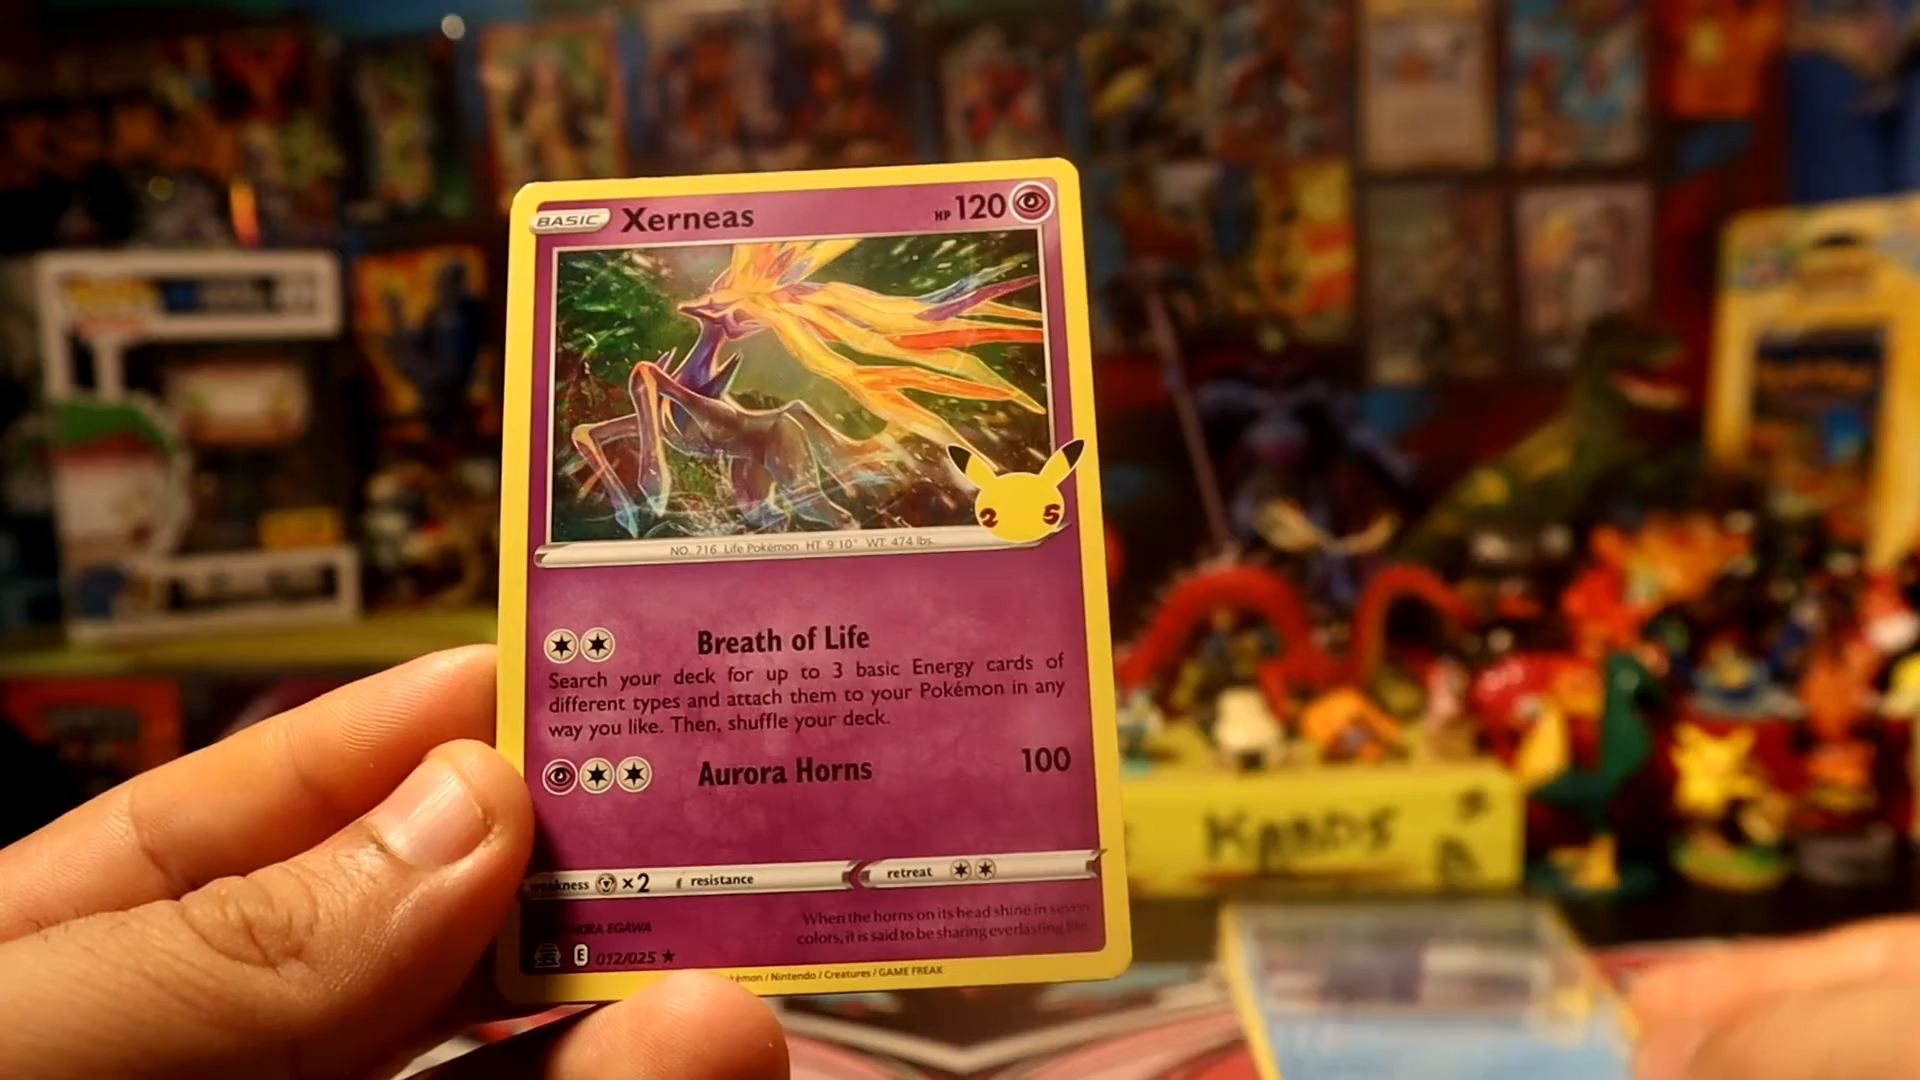 BASIC Xerneas HP 120
25
NO. 716 Life Pokémon HT: 9'10" WT: 474 lbs.
Breath of Life
Search your deck for up to 3 basic Energy cards of
different types and attach them to your Pokémon in any
way you like. Then, shuffle your deck.
Aurora Horns 100
weakness ×2 resistance retreat
EGAWA
When the horns on its head shine in seven
colors, it is said to be sharing everlasting life.
E 012/025 ★
/ Nintendo / Creatures / GAME FREAK
KARDS